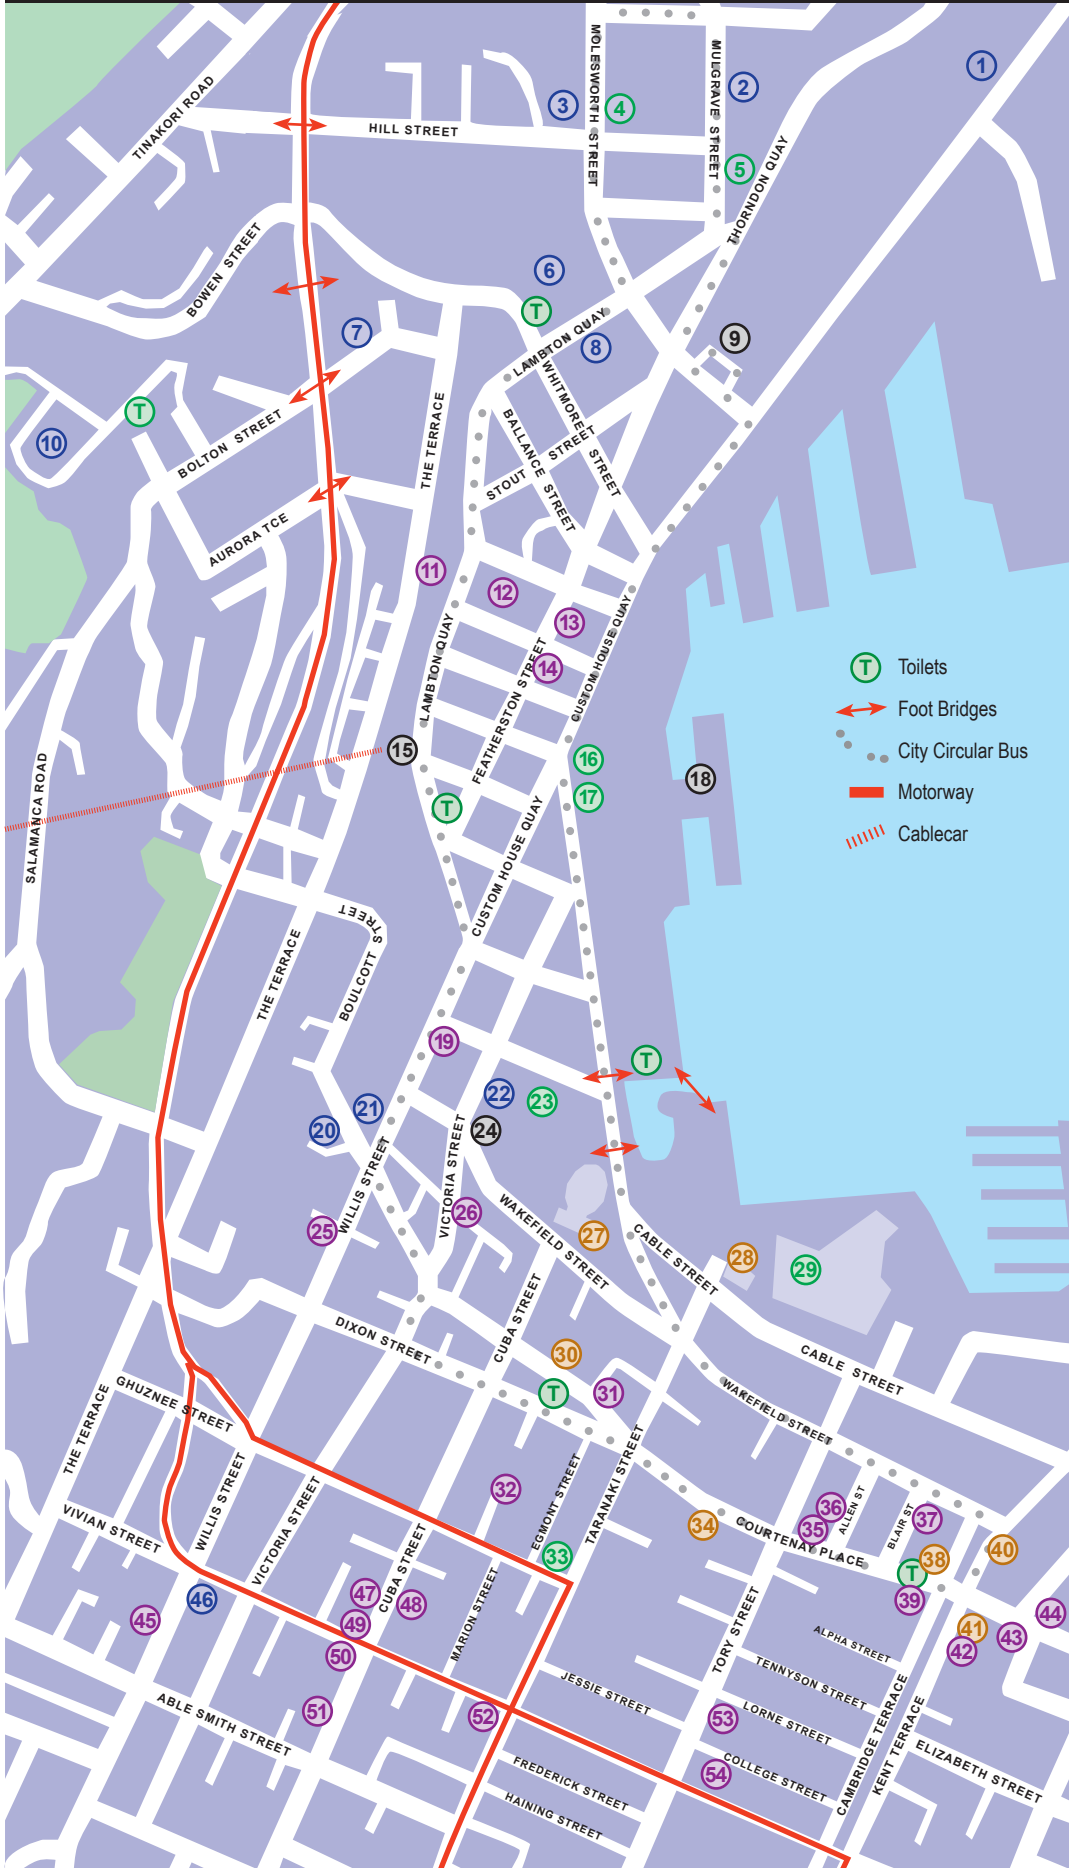 1
MOLESWORTH STREET
MULGRAVE STREET
2
3
4
TINAKORI ROAD
HILL STREET
5
THORNDON QUAY
BOWEN STREET
6
T
LAMBTON QUAY
7
8
9
WHITMORE STREET
T
10
BOLTON STREET
THE TERRACE
BALLANCE STREET
STOUT STREET
AURORA TCE
11
12
13
14
LAMBTON QUAY
FEATHERSTON STREET
CUSTOM HOUSE QUAY
T Toilets
Foot Bridges
City Circular Bus
Motorway
Cablecar
15
16
17
18
SALAMANCA ROAD
T
CUSTOM HOUSE QUAY
BOULCOTT STREET
THE TERRACE
19
T
20
21
22
23
24
WILLIS STREET
VICTORIA STREET
25
26
WAKEFIELD STREET
27
CABLE STREET
28
29
DIXON STREET
CUBA STREET
30
T
31
CABLE STREET
WAKEFIELD STREET
THE TERRACE
GHUZNEE STREET
WILLIS STREET
VICTORIA STREET
32
EGMONT STREET
TARANAKI STREET
33
34
COURTENAY PLACE
35
36
ALLEN ST
BLAIR ST
37
38
T
39
40
VIVIAN STREET
41
42
43
44
45
46
47
48
49
50
CUBA STREET
MARION STREET
51
52
ABLE SMITH STREET
JESSIE STREET
TORY STREET
ALPHA STREET
TENNYSON STREET
53
LORNE STREET
54
COLLEGE STREET
CAMBRIDGE TERRACE
KENT TERRACE
ELIZABETH STREET
FREDERICK STREET
HAINING STREET